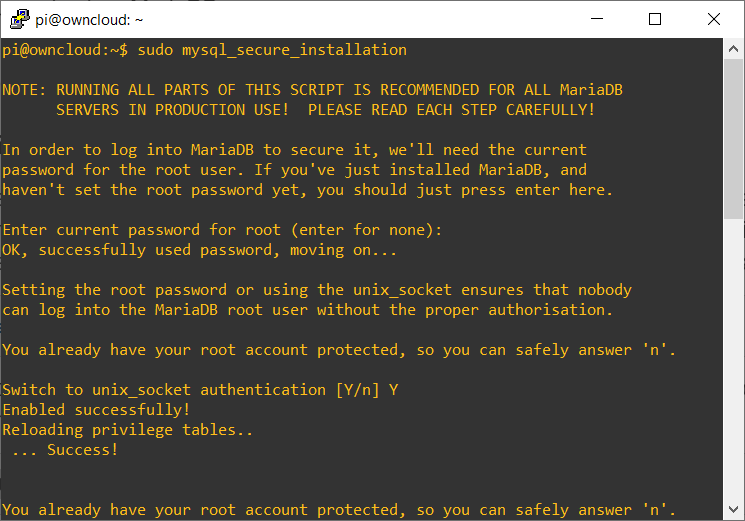 pi@owncloud: ~
pi@owncloud:~$ sudo mysql_secure_installation
NOTE: RUNNING ALL PARTS OF THIS SCRIPT IS RECOMMENDED FOR ALL MariaDB
SERVERS IN PRODUCTION USE!  PLEASE READ EACH STEP CAREFULLY!
In order to log into MariaDB to secure it, we'll need the current
password for the root user. If you've just installed MariaDB, and
haven't set the root password yet, you should just press enter here.
Enter current password for root (enter for none):
OK, successfully used password, moving on...
Setting the root password or using the unix_socket ensures that nobody
can log into the MariaDB root user without the proper authorisation.
You already have your root account protected, so you can safely answer 'n'.
Switch to unix_socket authentication [Y/n] Y
Enabled successfully!
Reloading privilege tables..
... Success!
You already have your root account protected, so you can safely answer 'n'.